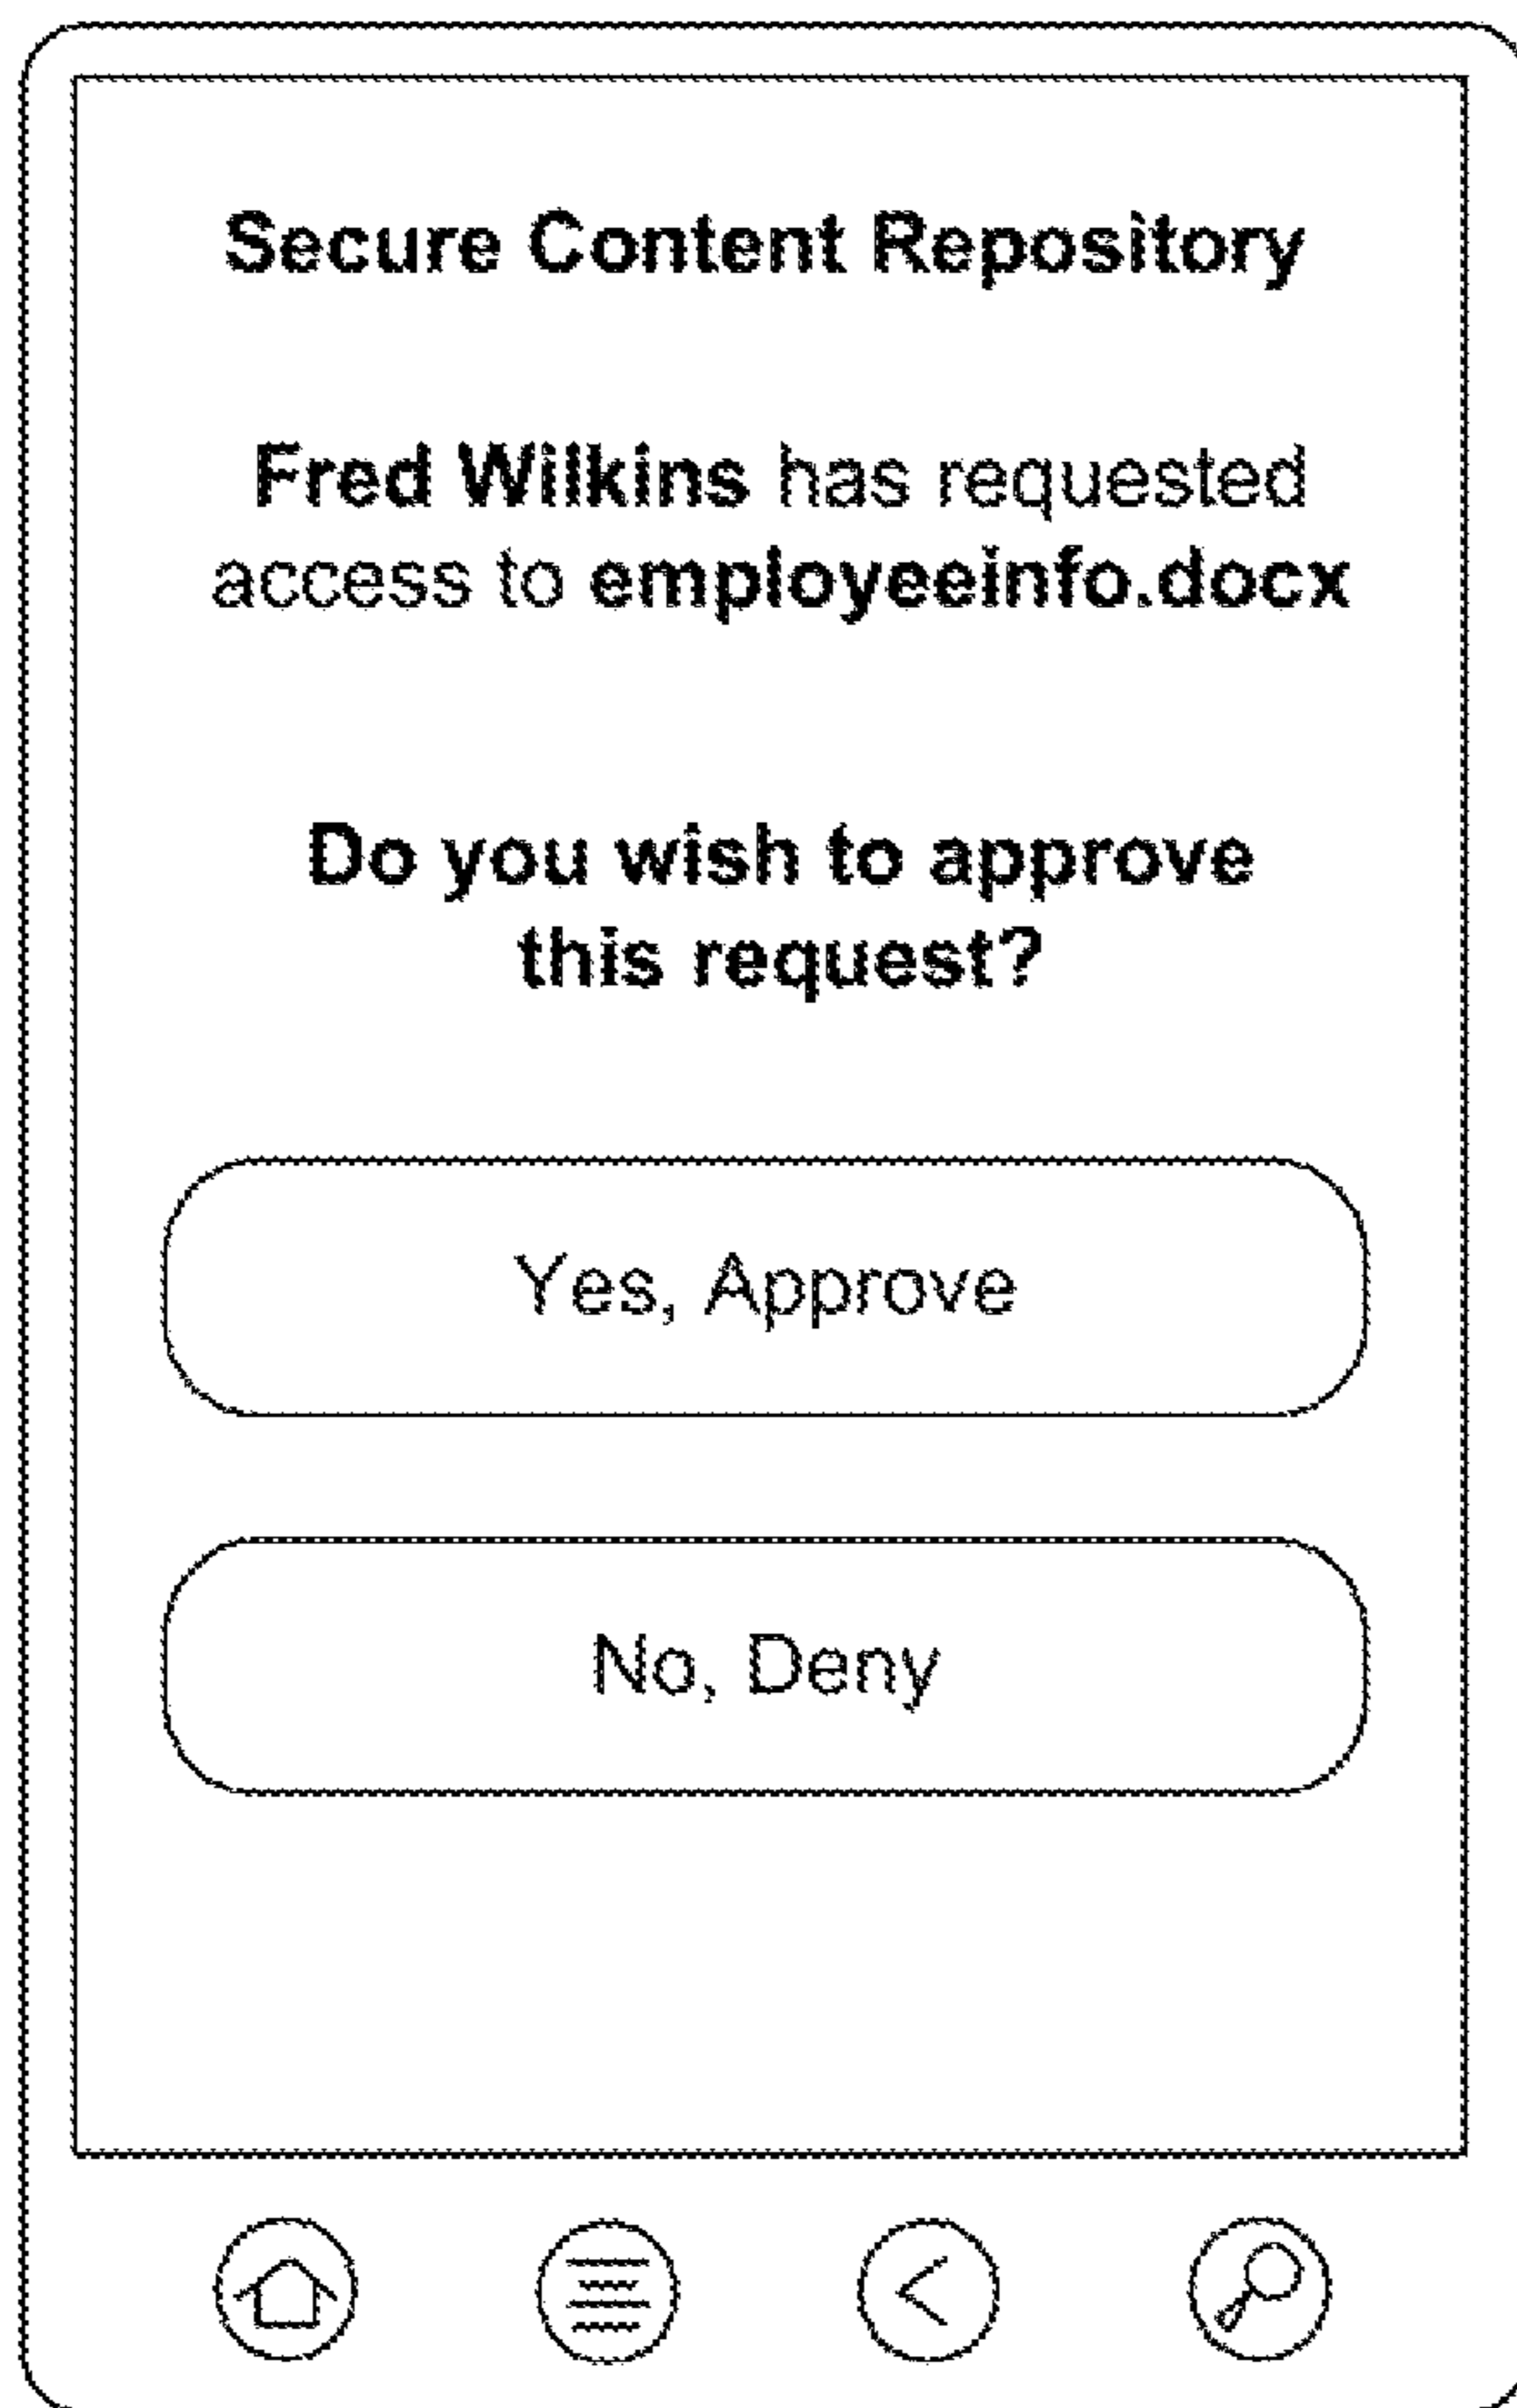 Secure Content Repository
Fred Wilkins has requested
access to employeeinfo.docx
Do you wish to approve
this request?
Yes, Approve
No, Deny